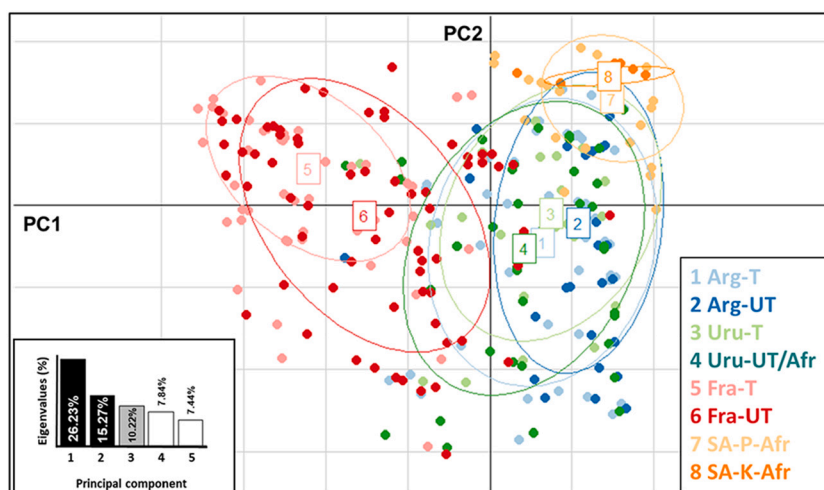 PC2
8
7
5
PC1
6
3
2
4
1
1 Arg-T
2 Arg-UT
3 Uru-T
4 Uru-UT/Afr
5 Fra-T
6 Fra-UT
7 SA-P-Afr
8 SA-K-Afr
Eigenvalues (%)
26.23%
15.27%
10.22%
7.84%
7.44%
1 2 3 4 5
Principal component